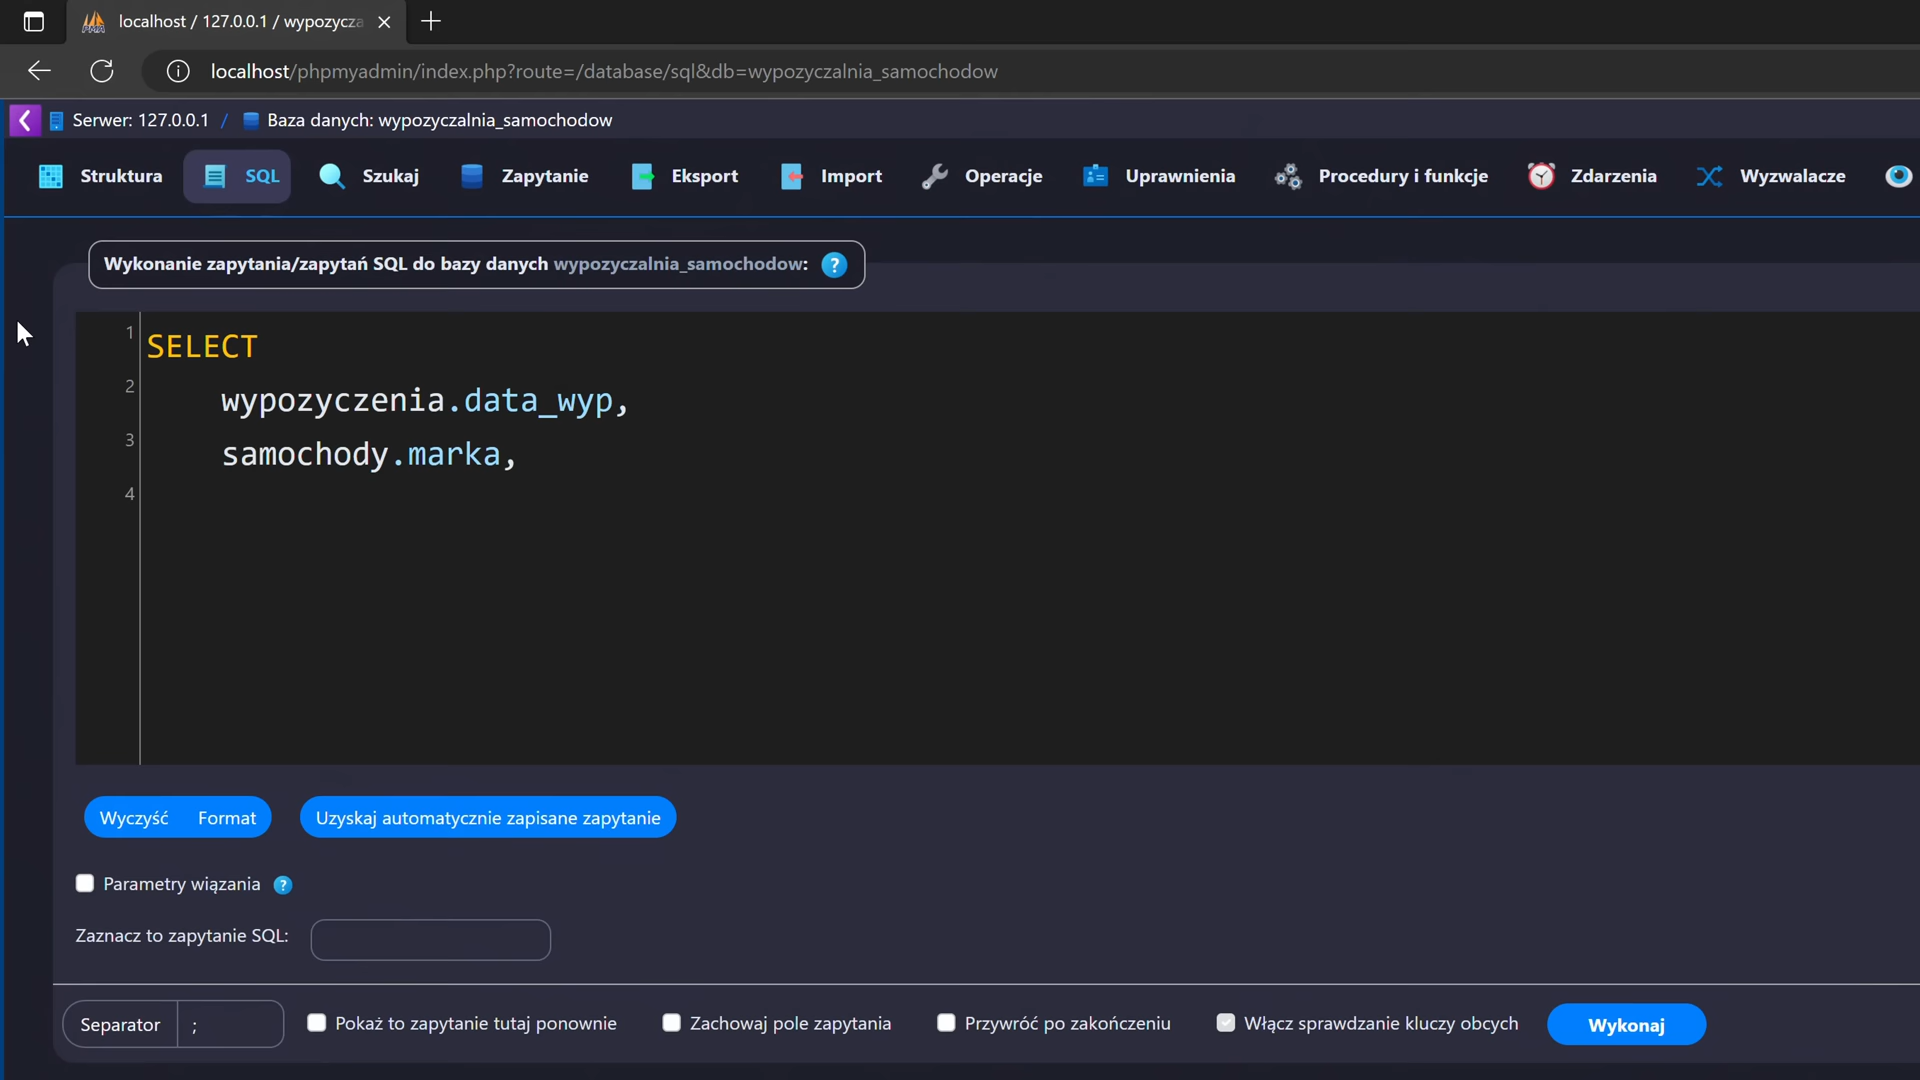 localhost / 127.0.0.1 / wypozycza
localhost/phpmyadmin/index.php?route=/database/sql&db=wypozyczalnia_samochodow
Serwer: 127.0.0.1 / Baza danych: wypozyczalnia_samochodow
Struktura SQL Szukaj Zapytanie Eksport Import Operacje Uprawnienia Procedury i funkcje Zdarzenia Wyzwalacze
Wykonanie zapytania/zapytań SQL do bazy danych wypozyczalnia_samochodow: ?
1 SELECT
2 wypozyczenia.data_wyp,
3 samochody.marka,
4
Wyczyść Format Uzyskaj automatycznie zapisane zapytanie
Parametry wiązania ?
Zaznacz to zapytanie SQL:
Separator ; Pokaż to zapytanie tutaj ponownie Zachowaj pole zapytania Przywróć po zakończeniu Włącz sprawdzanie kluczy obcych Wykonaj